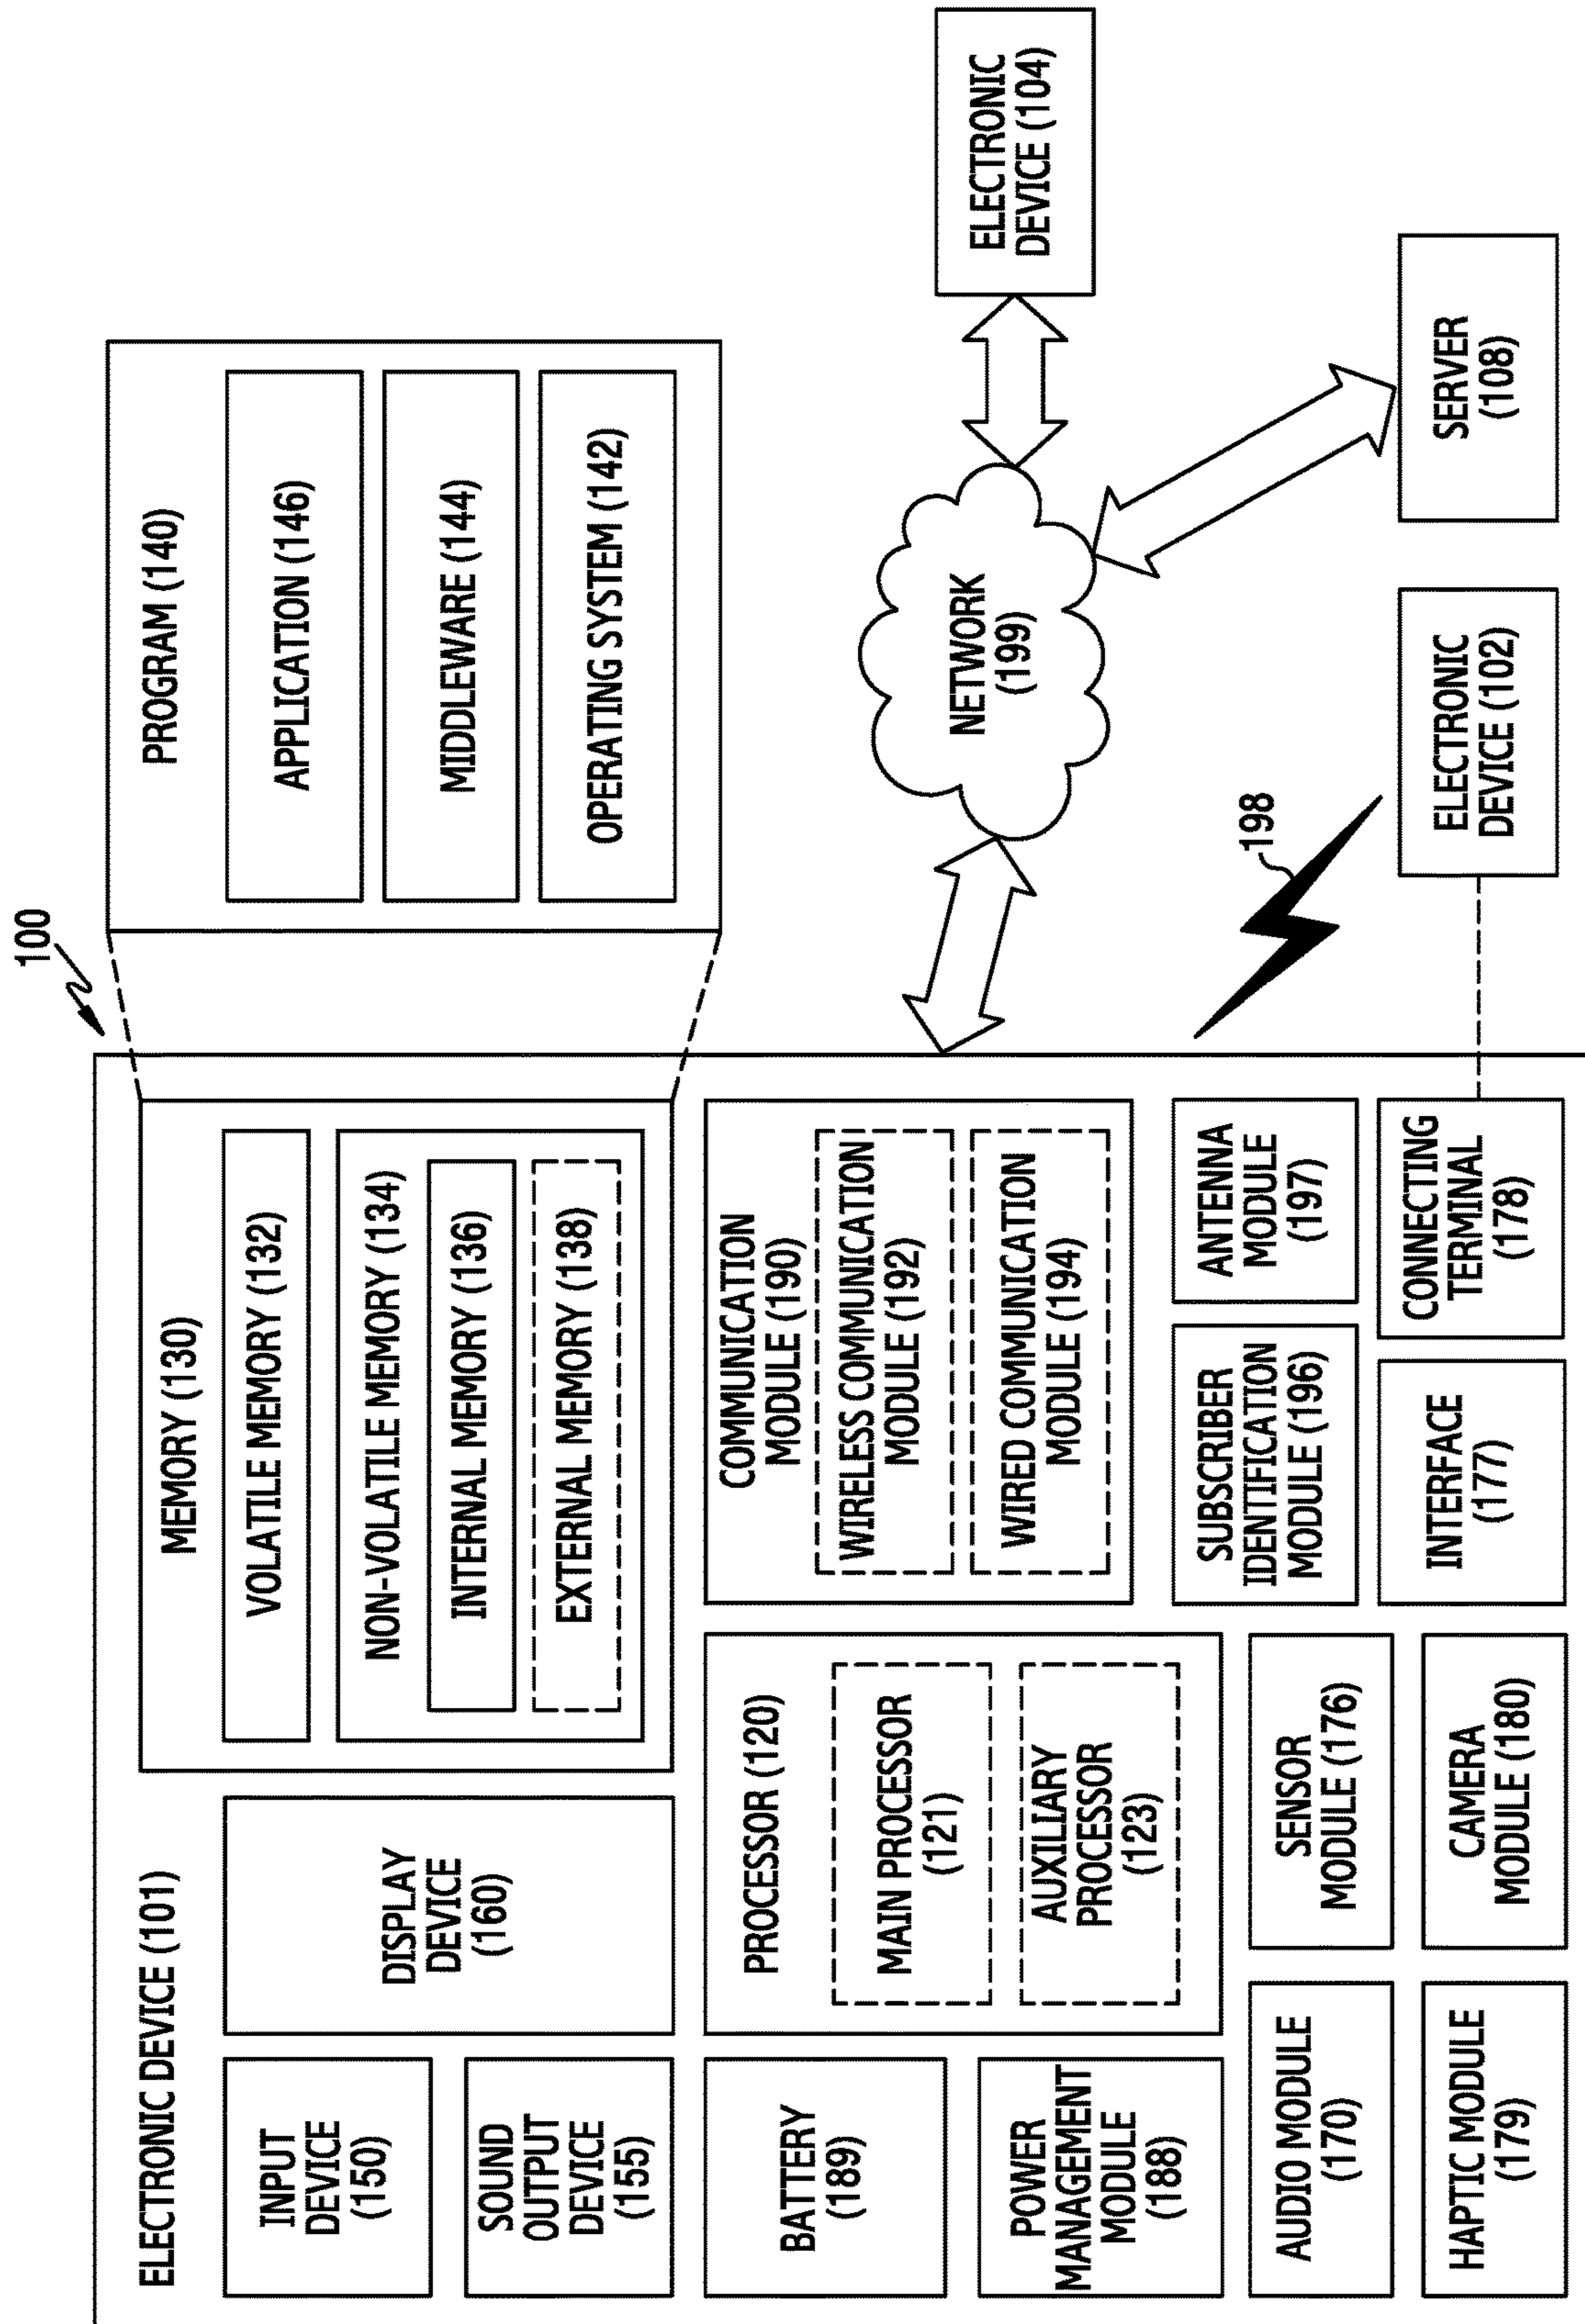 100
ELECTRONIC DEVICE (101)
INPUT
DEVICE
(150)
SOUND
OUTPUT
DEVICE
(155)
DISPLAY
DEVICE
(160)
MEMORY (130)
VOLATILE MEMORY (132)
NON-VOLATILE MEMORY (134)
INTERNAL MEMORY (136)
EXTERNAL MEMORY (138)
PROGRAM (140)
APPLICATION (146)
MIDDLEWARE (144)
OPERATING SYSTEM (142)
BATTERY
(189)
POWER
MANAGEMENT
MODULE
(188)
PROCESSOR (120)
MAIN PROCESSOR
(121)
AUXILIARY
PROCESSOR
(123)
COMMUNICATION
MODULE (190)
WIRELESS COMMUNICATION
MODULE (192)
WIRED COMMUNICATION
MODULE (194)
NETWORK
(199)
ELECTRONIC
DEVICE (104)
AUDIO MODULE
(170)
SENSOR
MODULE (176)
SUBSCRIBER
IDENTIFICATION
MODULE (196)
ANTENNA
MODULE
(197)
198
HAPTIC MODULE
(179)
CAMERA
MODULE (180)
INTERFACE
(177)
CONNECTING
TERMINAL
(178)
ELECTRONIC
DEVICE (102)
SERVER
(108)